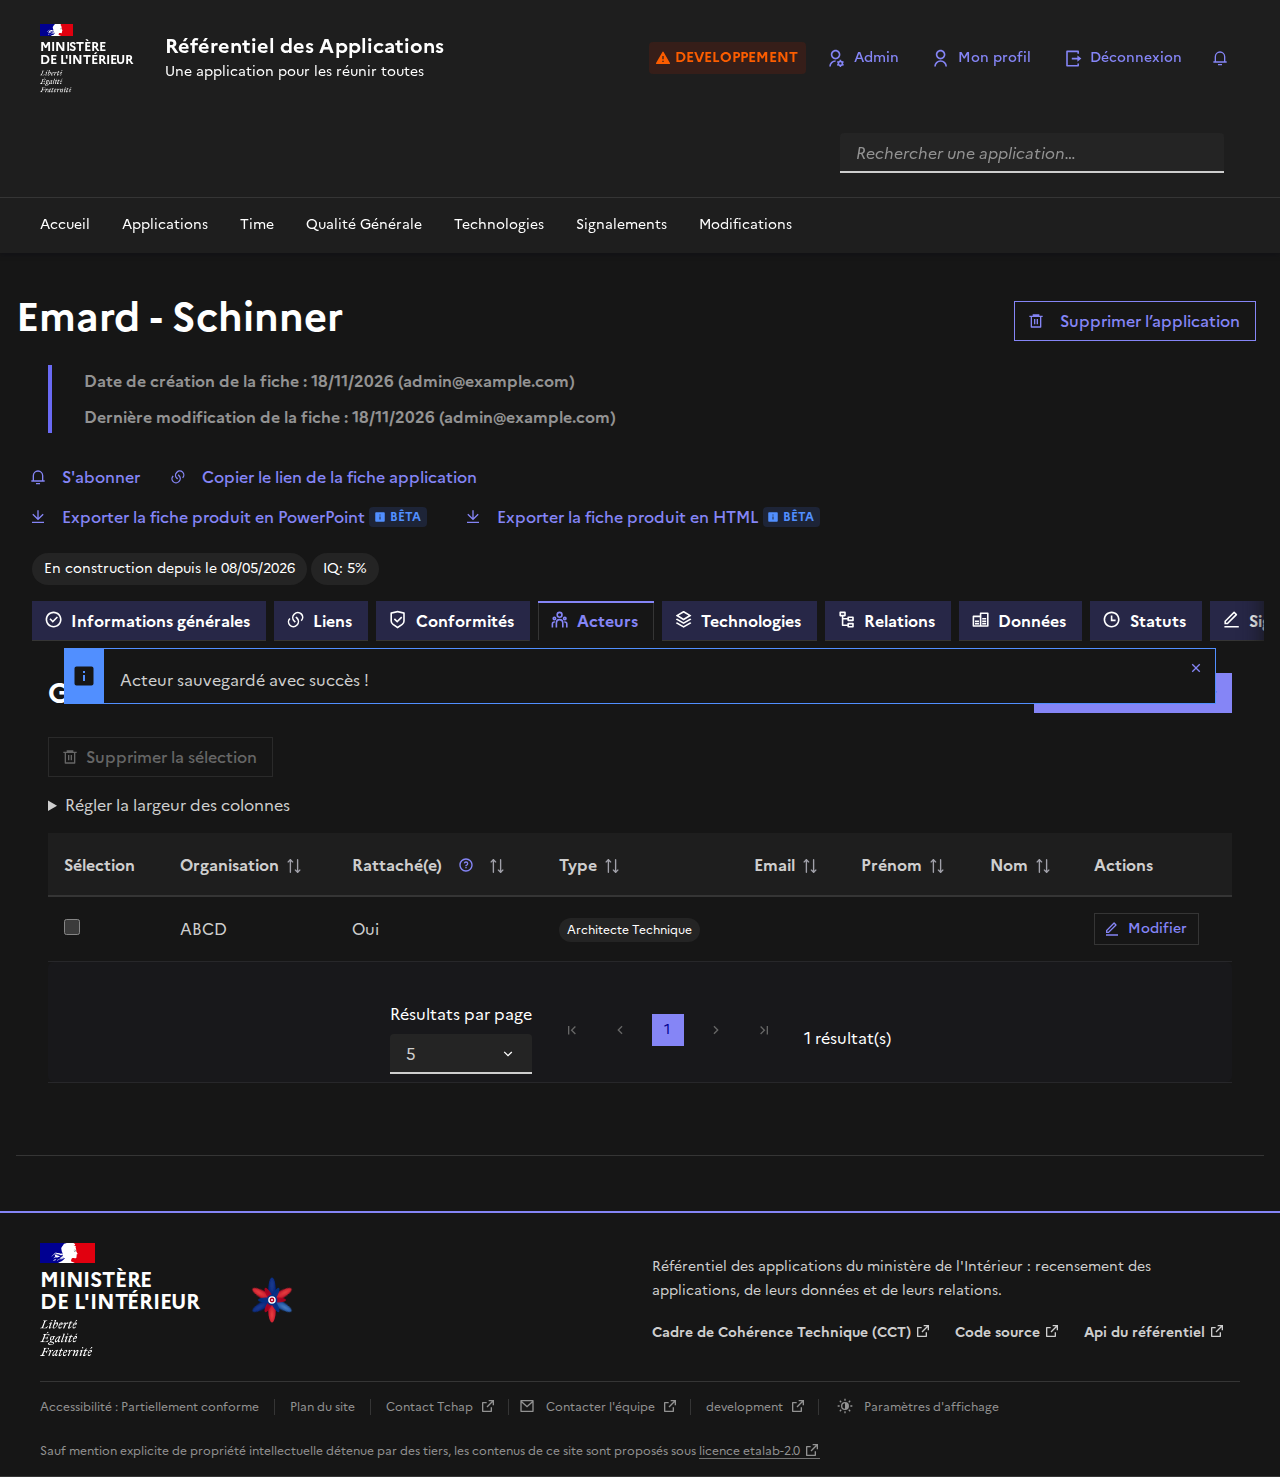 MINISTÈRE
DE L'INTÉRIEUR
Liberté
Égalité
Fraternité
Référentiel des Applications
Une application pour les réunir toutes
DEVELOPPEMENT
Admin
Mon profil
Déconnexion
Rechercher une application…
Accueil
Applications
Time
Qualité Générale
Technologies
Signalements
Modifications
Emard - Schinner
Supprimer l’application
Date de création de la fiche : 18/11/2026 (admin@example.com)
Dernière modification de la fiche : 18/11/2026 (admin@example.com)
S'abonner
Copier le lien de la fiche application
Exporter la fiche produit en PowerPoint BÊTA
Exporter la fiche produit en HTML BÊTA
En construction depuis le 08/05/2026
IQ: 5%
Informations générales
Liens
Conformités
Acteurs
Technologies
Relations
Données
Statuts
Acteur sauvegardé avec succès !
Supprimer la sélection
Régler la largeur des colonnes
Sélection Organisation Rattaché(e) Type Email Prénom Nom Actions
ABCD Oui Architecte Technique Modifier
Résultats par page
5
1
1 résultat(s)
MINISTÈRE
DE L'INTÉRIEUR
Liberté
Égalité
Fraternité
Référentiel des applications du ministère de l'Intérieur : recensement des
applications, de leurs données et de leurs relations.
Cadre de Cohérence Technique (CCT)
Code source
Api du référentiel
Accessibilité : Partiellement conforme
Plan du site
Contact Tchap
Contacter l'équipe
development
Paramètres d'affichage
Sauf mention explicite de propriété intellectuelle détenue par des tiers, les contenus de ce site sont proposés sous licence etalab-2.0